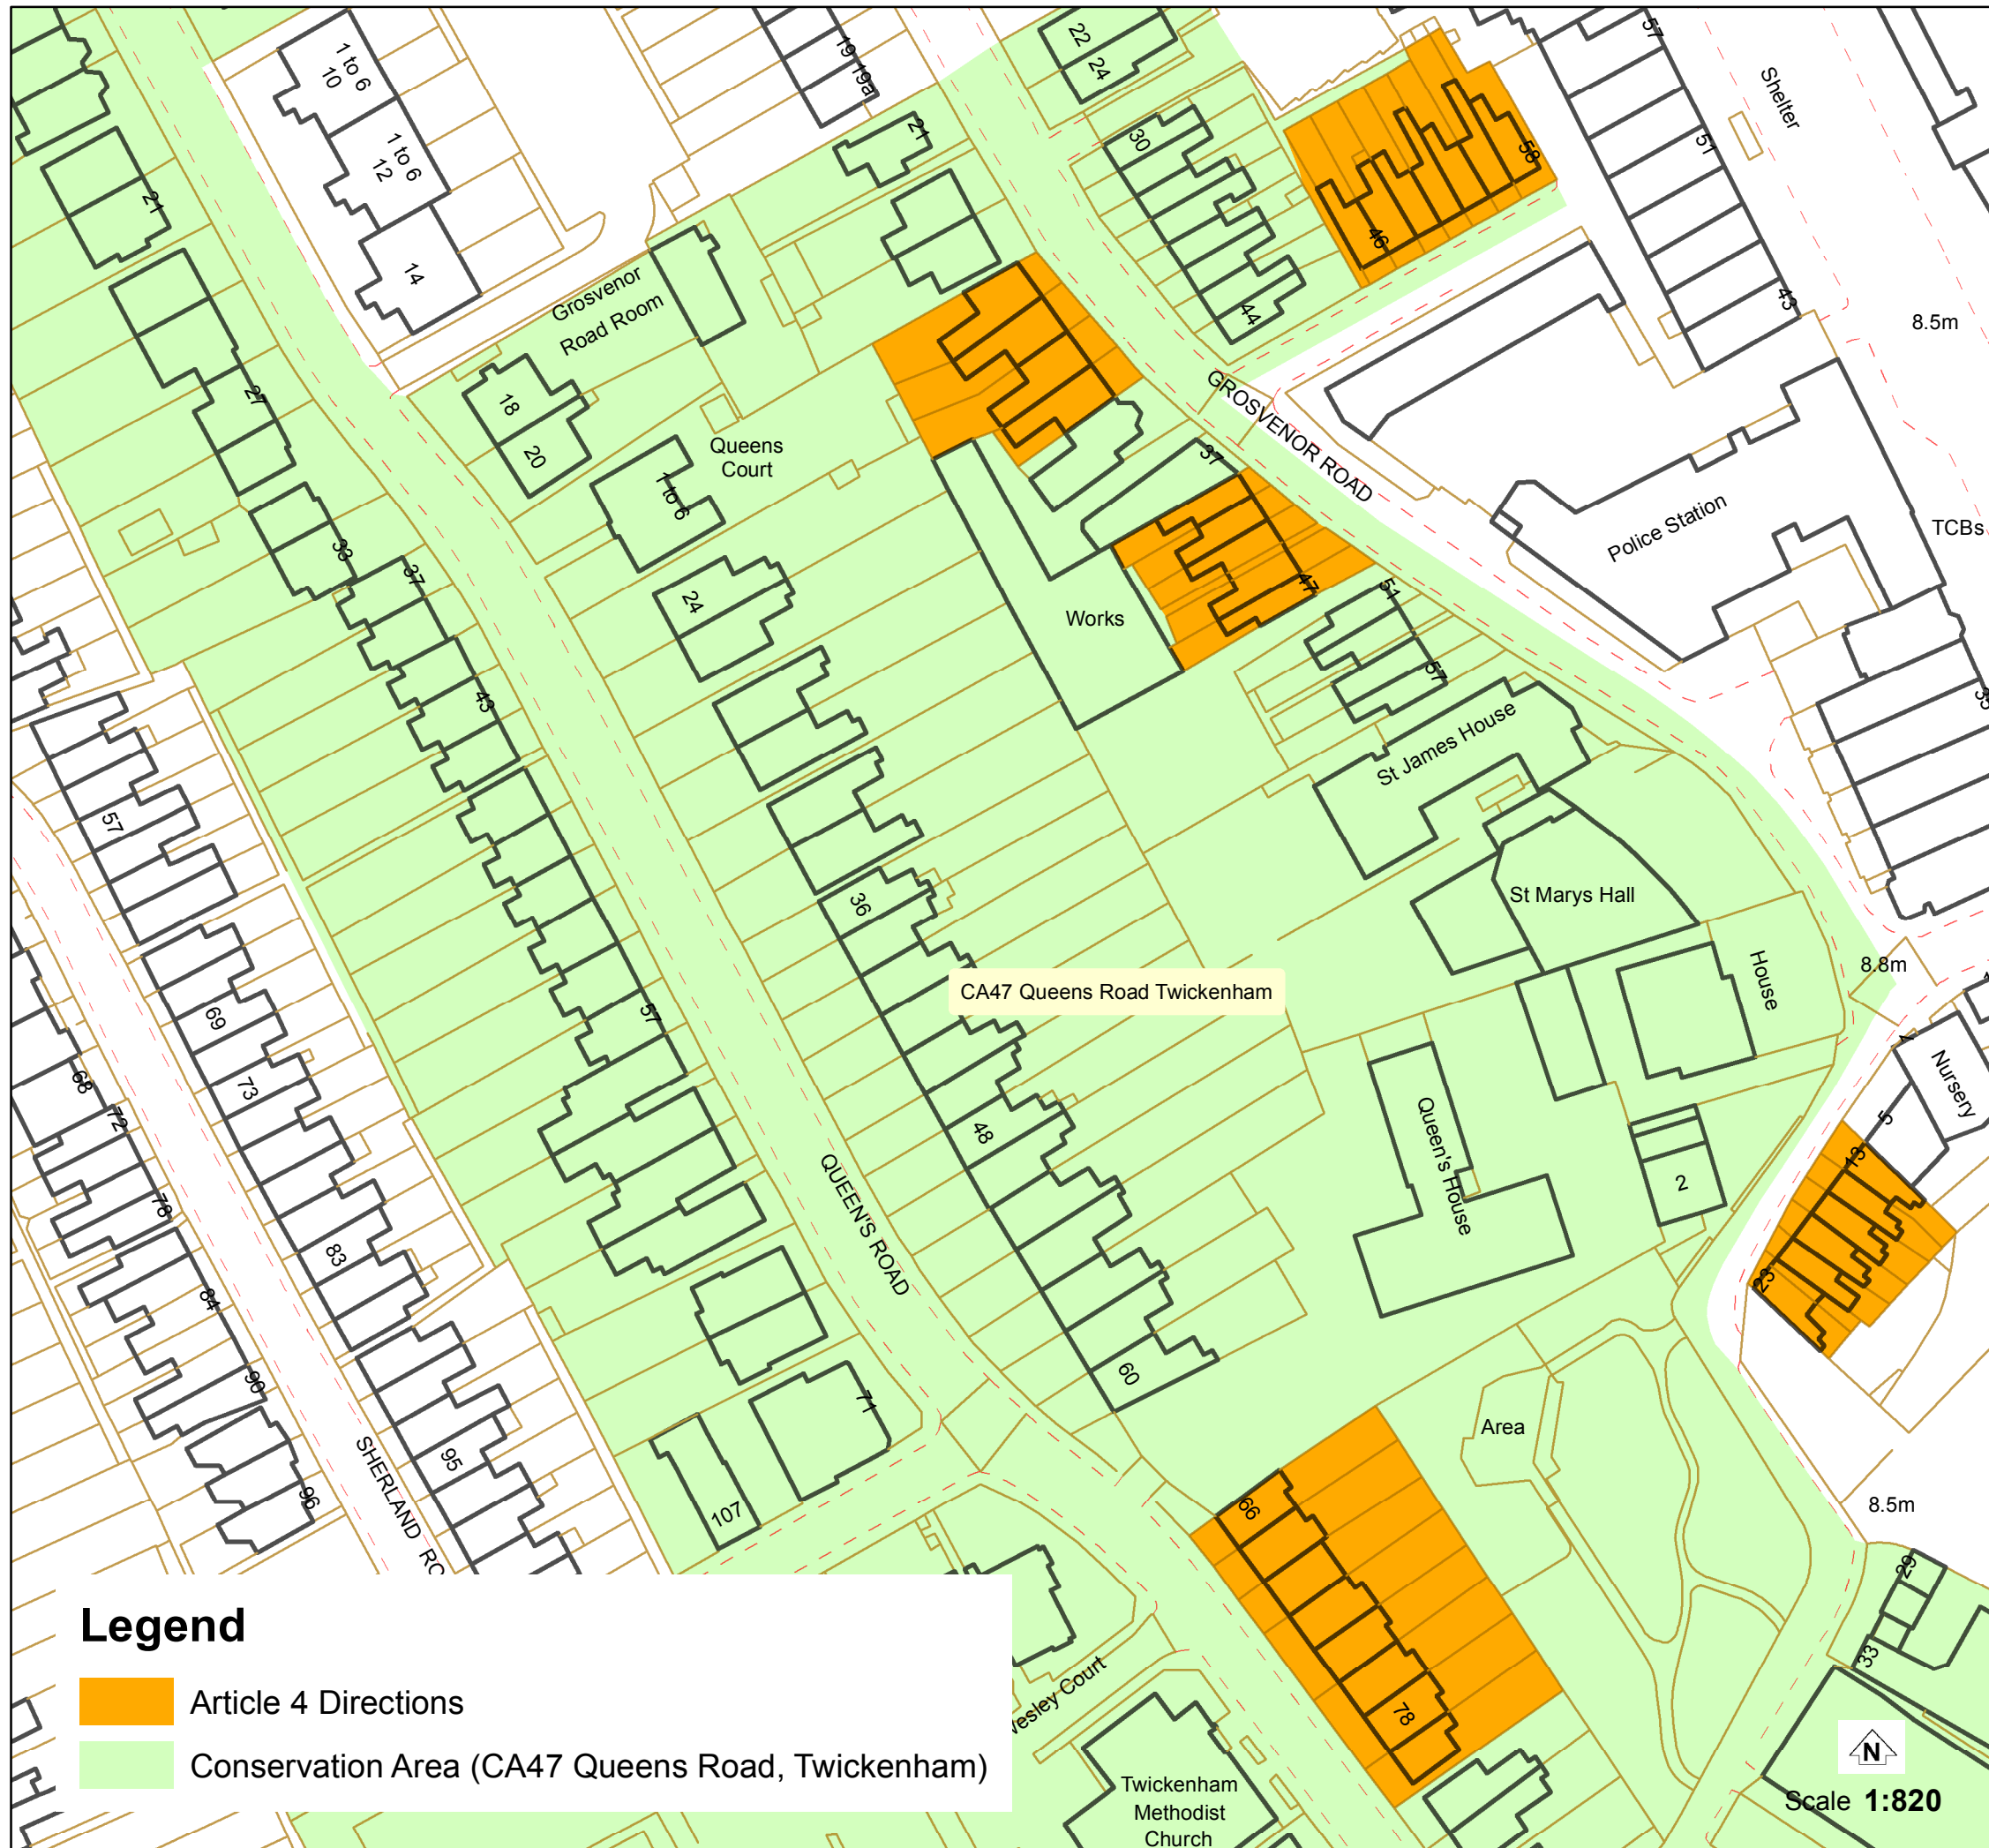 22
24
19 19a
57
1 to 6
10
Shelter
1 to 6
12
21
30
58
51
21
14
46
43
Grosvenor
Road Room
44
8.5m
27
18
20
GROSVENOR ROAD
Queens
Court
37
1 to 6
Police Station
TCBs
33
37
24
Works
47
51
57
43
35
St James House
57
36
St Marys Hall
House
8.8m
CA47 Queens Road Twickenham
57
69
73
68
72
48
Queen's House
Nursery
5
13
2
78
QUEEN'S ROAD
83
23
84
90
60
71
Area
95
96
SHERLAND RO
107
66
8.5m
29
33
Wesley Court
78
Twickenham
Methodist
Church
Legend
Article 4 Directions
Conservation Area (CA47 Queens Road, Twickenham)
N
Scale 1:820